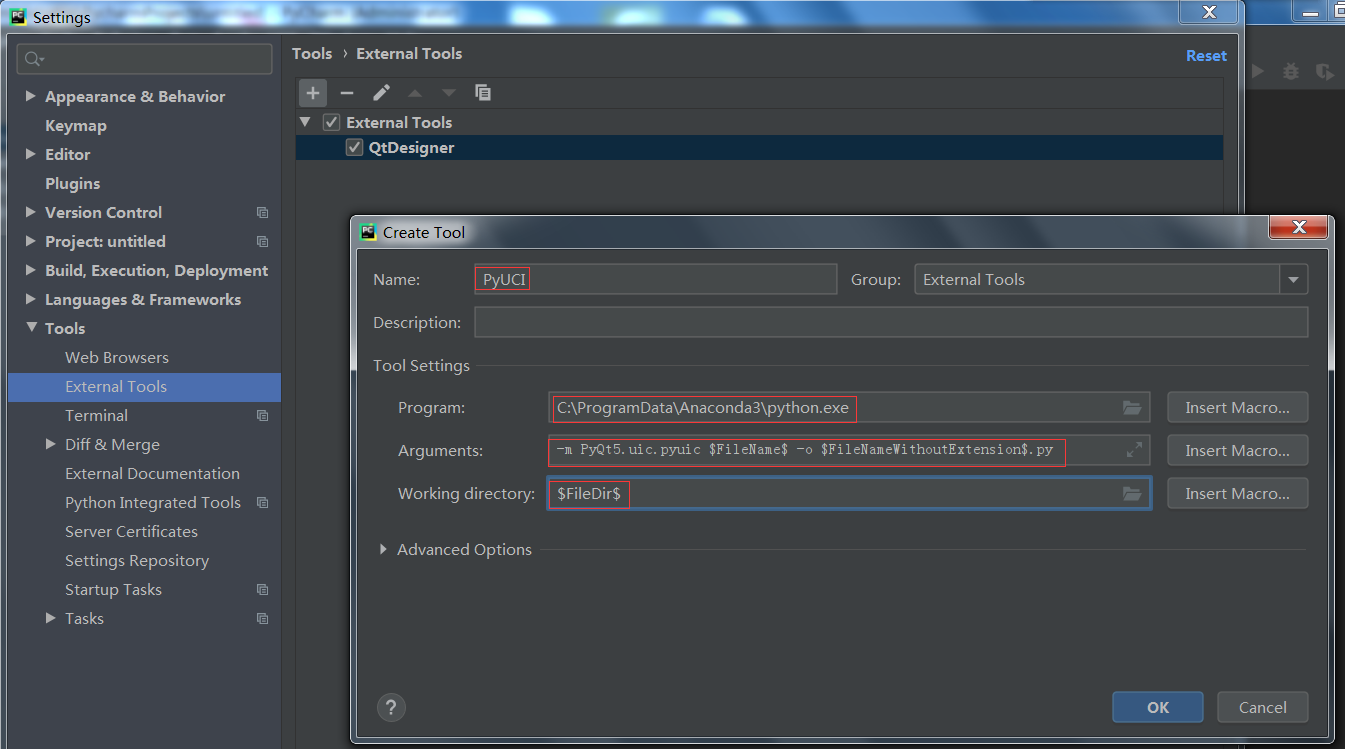 Settings
Tools › External Tools
Reset
Appearance & Behavior
Keymap
Editor
Plugins
Version Control
Project: untitled
Build, Execution, Deployment
Languages & Frameworks
Tools
Web Browsers
External Tools
Terminal
Diff & Merge
External Documentation
Python Integrated Tools
Server Certificates
Settings Repository
Startup Tasks
Tasks
External Tools
QtDesigner
Create Tool
Name: PyUCI Group: External Tools
Description:
Tool Settings
Program: C:\ProgramData\Anaconda3\python.exe Insert Macro...
Arguments: -m PyQt5.uic.pyuic $FileName$ -o $FileNameWithoutExtension$.py Insert Macro...
Working directory: $FileDir$ Insert Macro...
Advanced Options
? OK Cancel